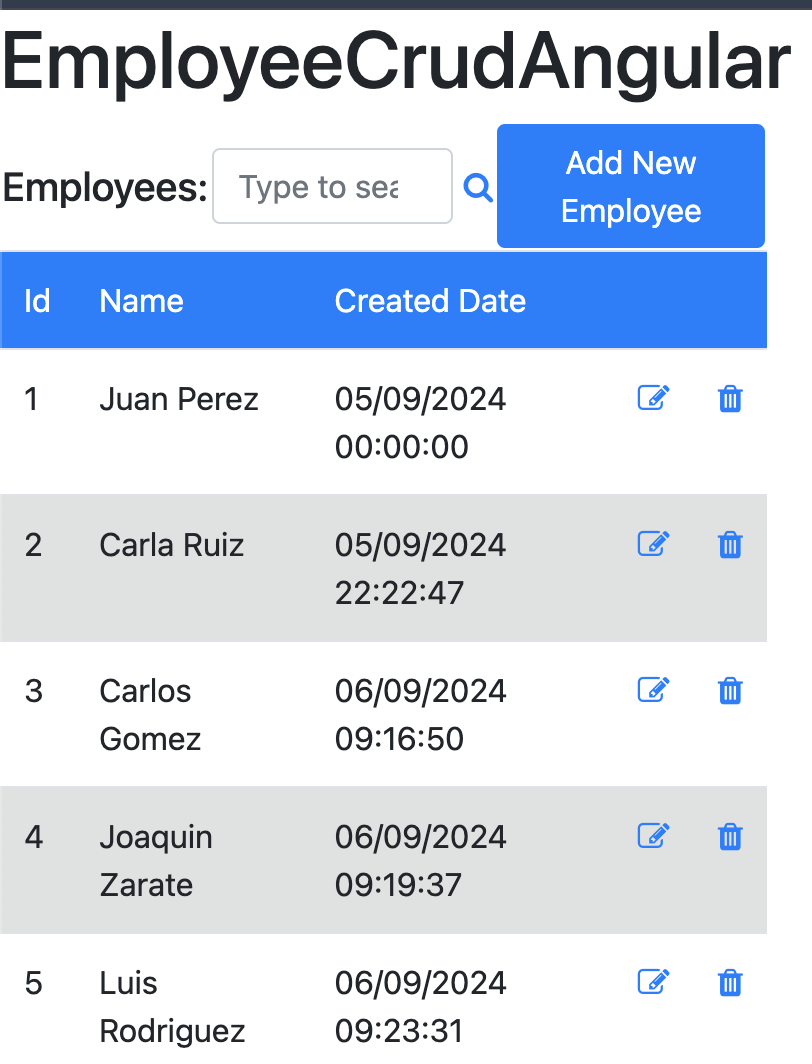 EmployeeCrudAngular
Employees: Type to sea
Add New
Employee
Id Name Created Date
1 Juan Perez 05/09/2024
00:00:00
2 Carla Ruiz 05/09/2024
22:22:47
3 Carlos 06/09/2024
Gomez 09:16:50
4 Joaquin 06/09/2024
Zarate 09:19:37
5 Luis 06/09/2024
Rodriguez 09:23:31